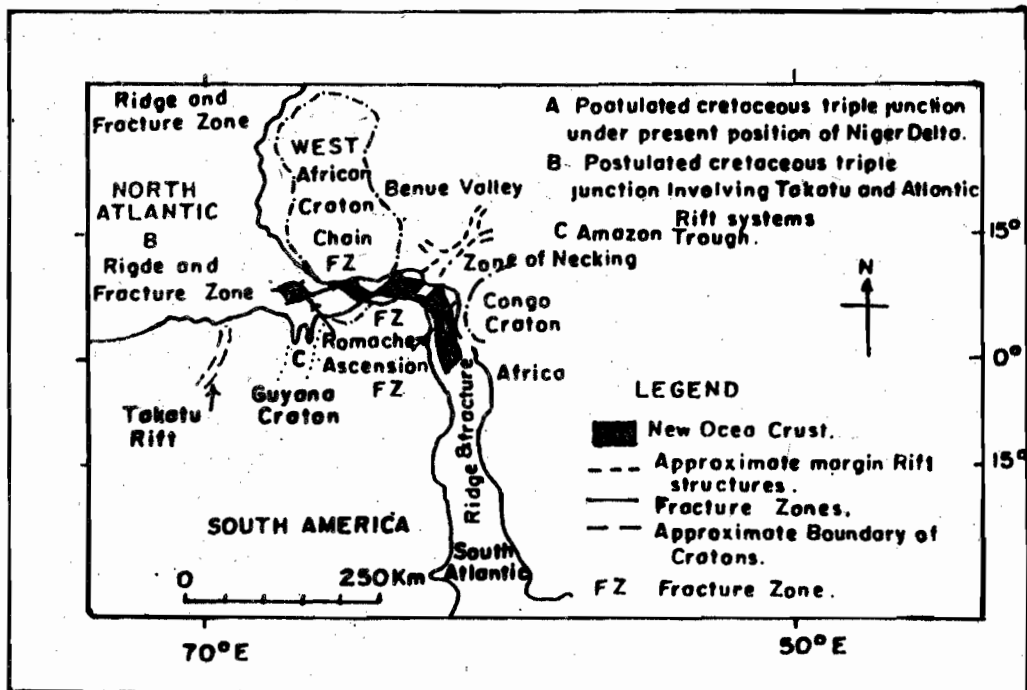 Ridge and
Fracture Zone
WEST
African
Craton
Chain
FZ
NORTH
ATLANTIC
B
Rigde and
Fracture Zone
Benue Valley
Zone of Necking
Congo
Craton
FZ
Romache
Ascension
FZ
Africa
C
Guyana
Craton
Takatu
Rift
Ridge & fracture
SOUTH AMERICA
South
Atlantic
0 250Km
A Poatulated cretaceous triple junction
under present position of Niger Delta.
B Postulated cretaceous triple
junction Involving Takatu and Atlantic
Rift systems
C Amazon Trough.
N
LEGEND
New Ocea Crust.
Approximate margin Rift
structures.
Fracture Zones.
Approximate Boundary of
Cratons.
FZ Fracture Zone.
15°
0°
15°
70°E
50°E